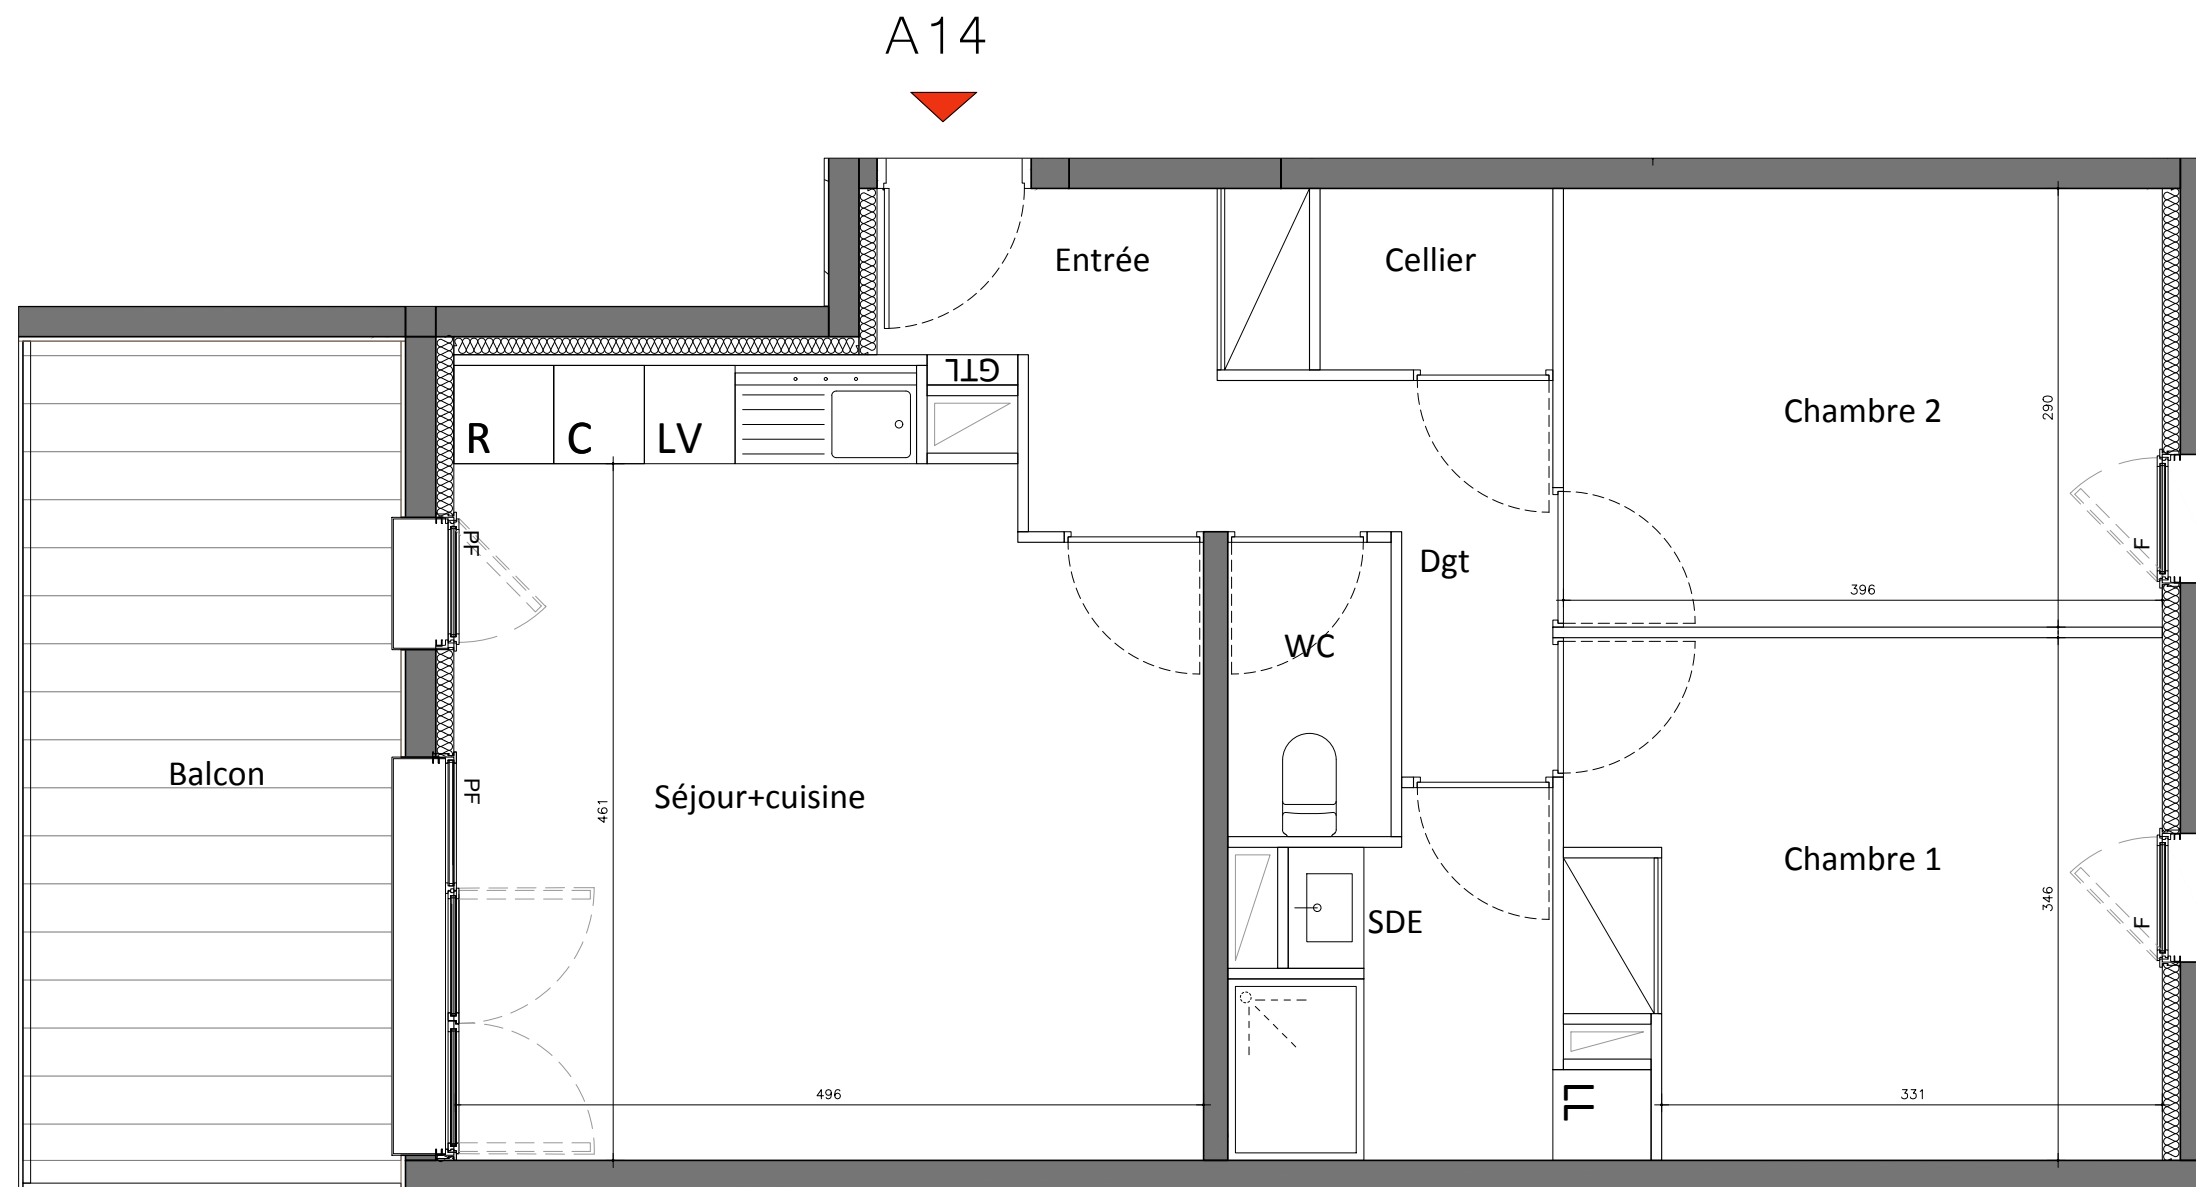 A14
Entrée
Cellier
GTL
R
C
LV
Chambre 2
290
PF
Dgt
F
396
WC
Balcon
PF
Séjour+cuisine
461
Chambre 1
346
SDE
F
496
LL
331